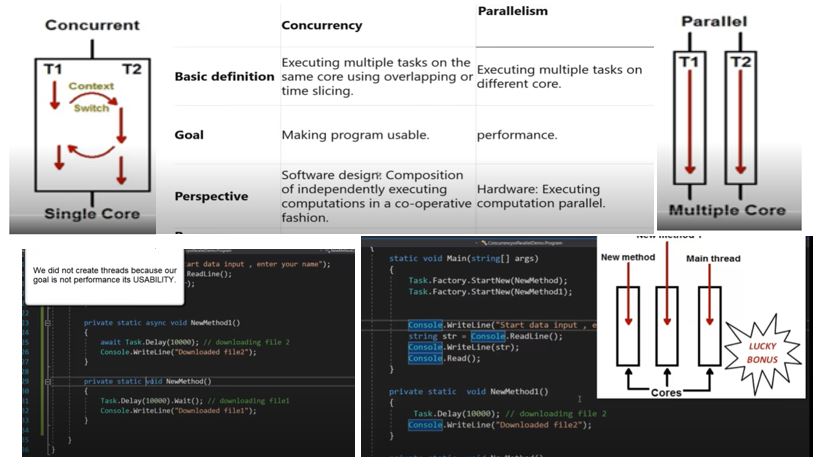 Concurrent
T1 T2
Context
Switch
Single Core
Concurrency
Parallelism
Basic definition
Executing multiple tasks on the
same core using overlapping or
time slicing.
Executing multiple tasks on
different core.
Goal
Making program usable.
performance.
Perspective
Software design: Composition
of independently executing
computations in a co-operative
fashion.
Hardware: Executing
computation parallel.
Parallel
T1 T2
Multiple Core
We did not create threads because our
goal is not performance its USABILITY.
art data input , enter your name");
ReadLine();
);
private static async void NewMethod1()
{
await Task.Delay(10000); // downloading file 2
Console.WriteLine("Downloaded file2");
}
private static void NewMethod()
{
Task.Delay(10000).Wait(); // downloading file1
Console.WriteLine("Downloaded file1");
}
}
}
static void Main(string[] args)
{
Task.Factory.StartNew(NewMethod);
Task.Factory.StartNew(NewMethod1);
Console.WriteLine("Start data input , e
string str = Console.ReadLine();
Console.WriteLine(str);
Console.Read();
}
private static void NewMethod1()
{
Task.Delay(10000); // downloading file 2
Console.WriteLine("Downloaded file2");
}
New method
Main thread
LUCKY
BONUS
Cores